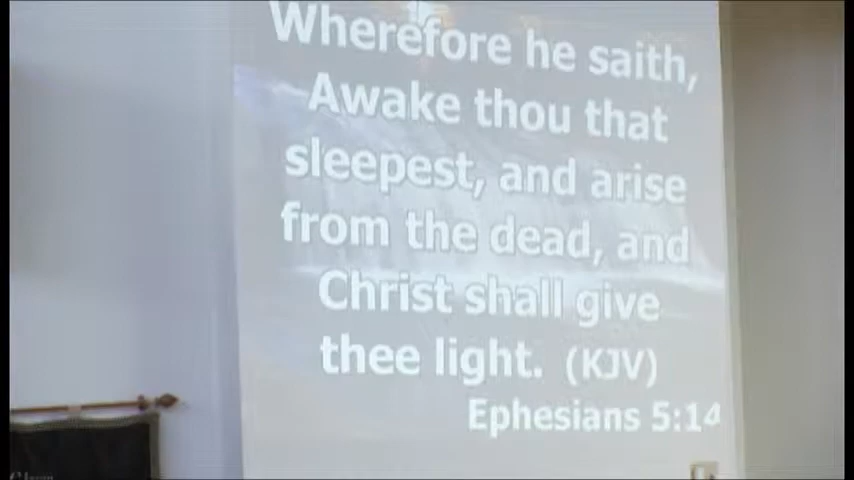 Wherefore he saith,
Awake thou that
sleepest, and arise
from the dead, and
Christ shall give
thee light. (KJV)
Ephesians 5:14